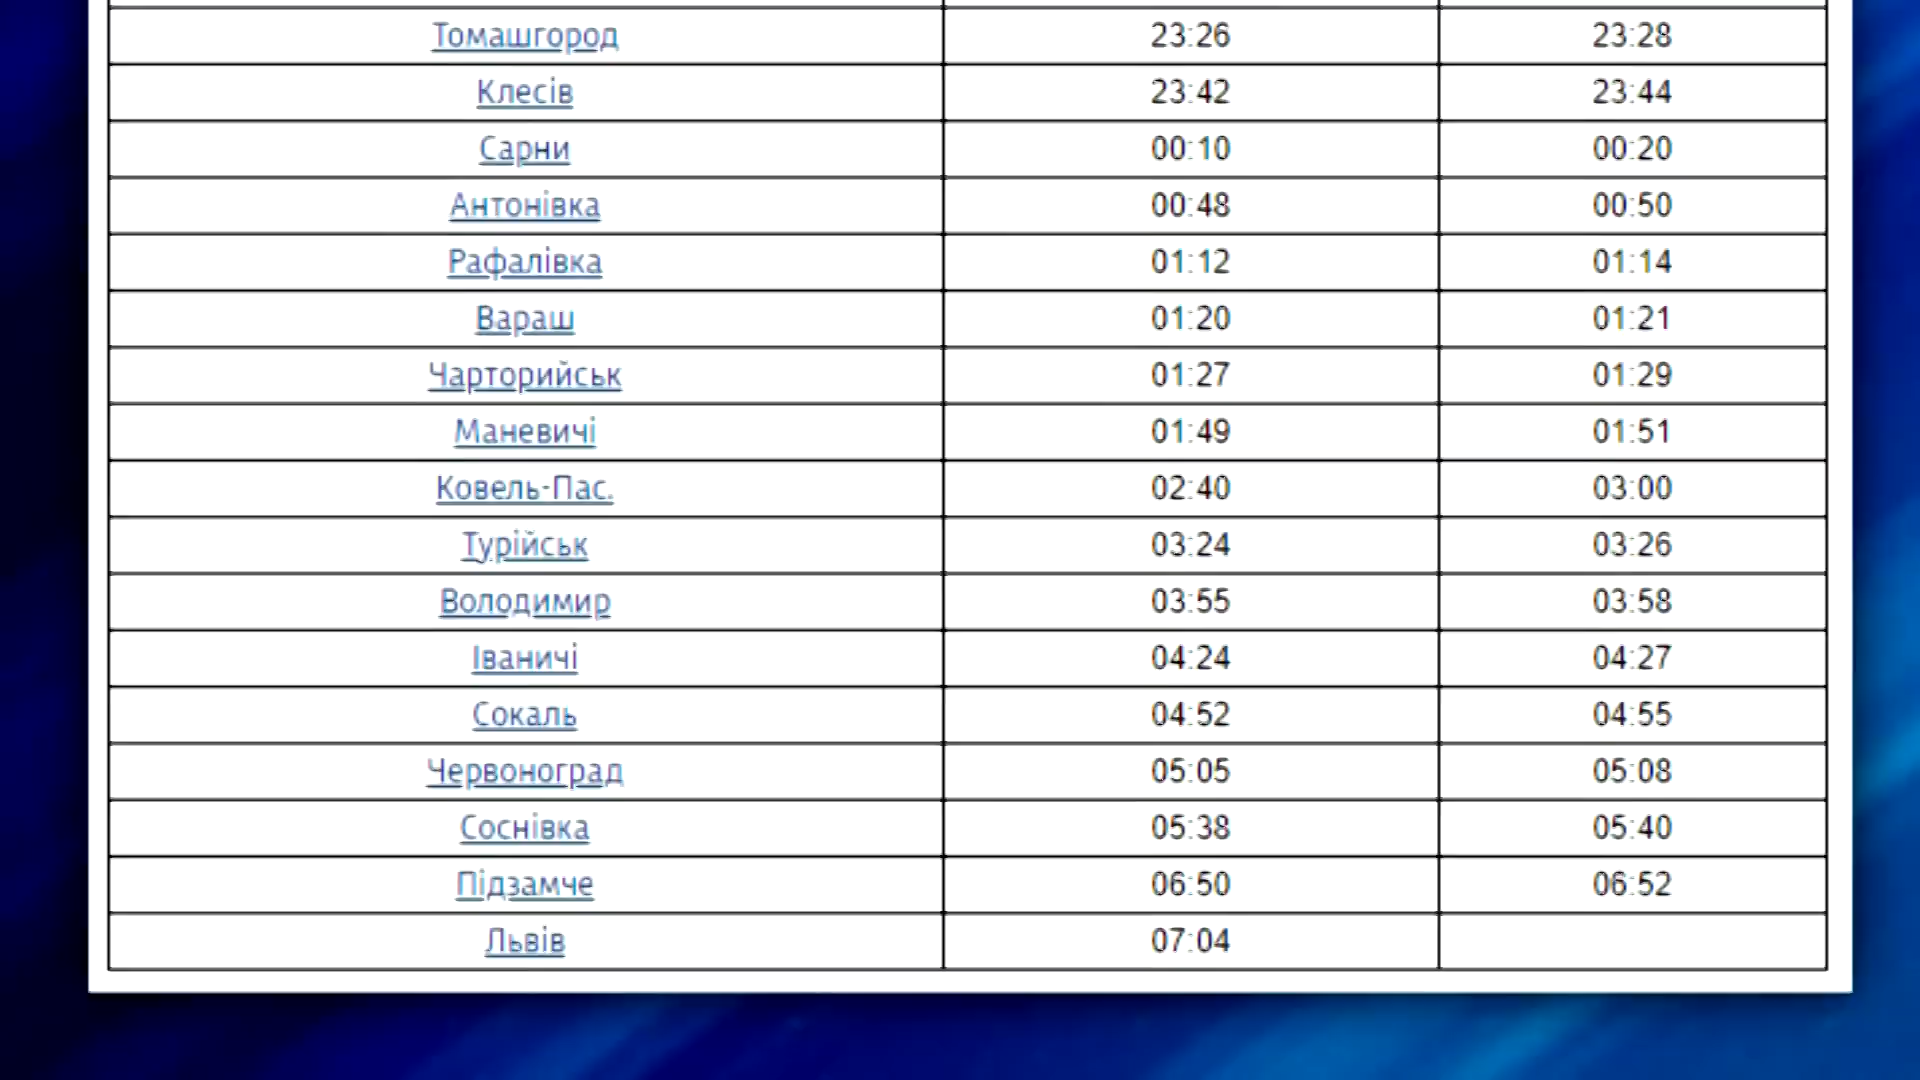 Томашгород 23:26 23:28
Клесів 23:42 23:44
Сарни 00:10 00:20
Антонівка 00:48 00:50
Рафалівка 01:12 01:14
Вараш 01:20 01:21
Чарторийськ 01:27 01:29
Маневичі 01:49 01:51
Ковель-Пас. 02:40 03:00
Турійськ 03:24 03:26
Володимир 03:55 03:58
Іваничі 04:24 04:27
Сокаль 04:52 04:55
Червоноград 05:05 05:08
Соснівка 05:38 05:40
Підзамче 06:50 06:52
Львів 07:04